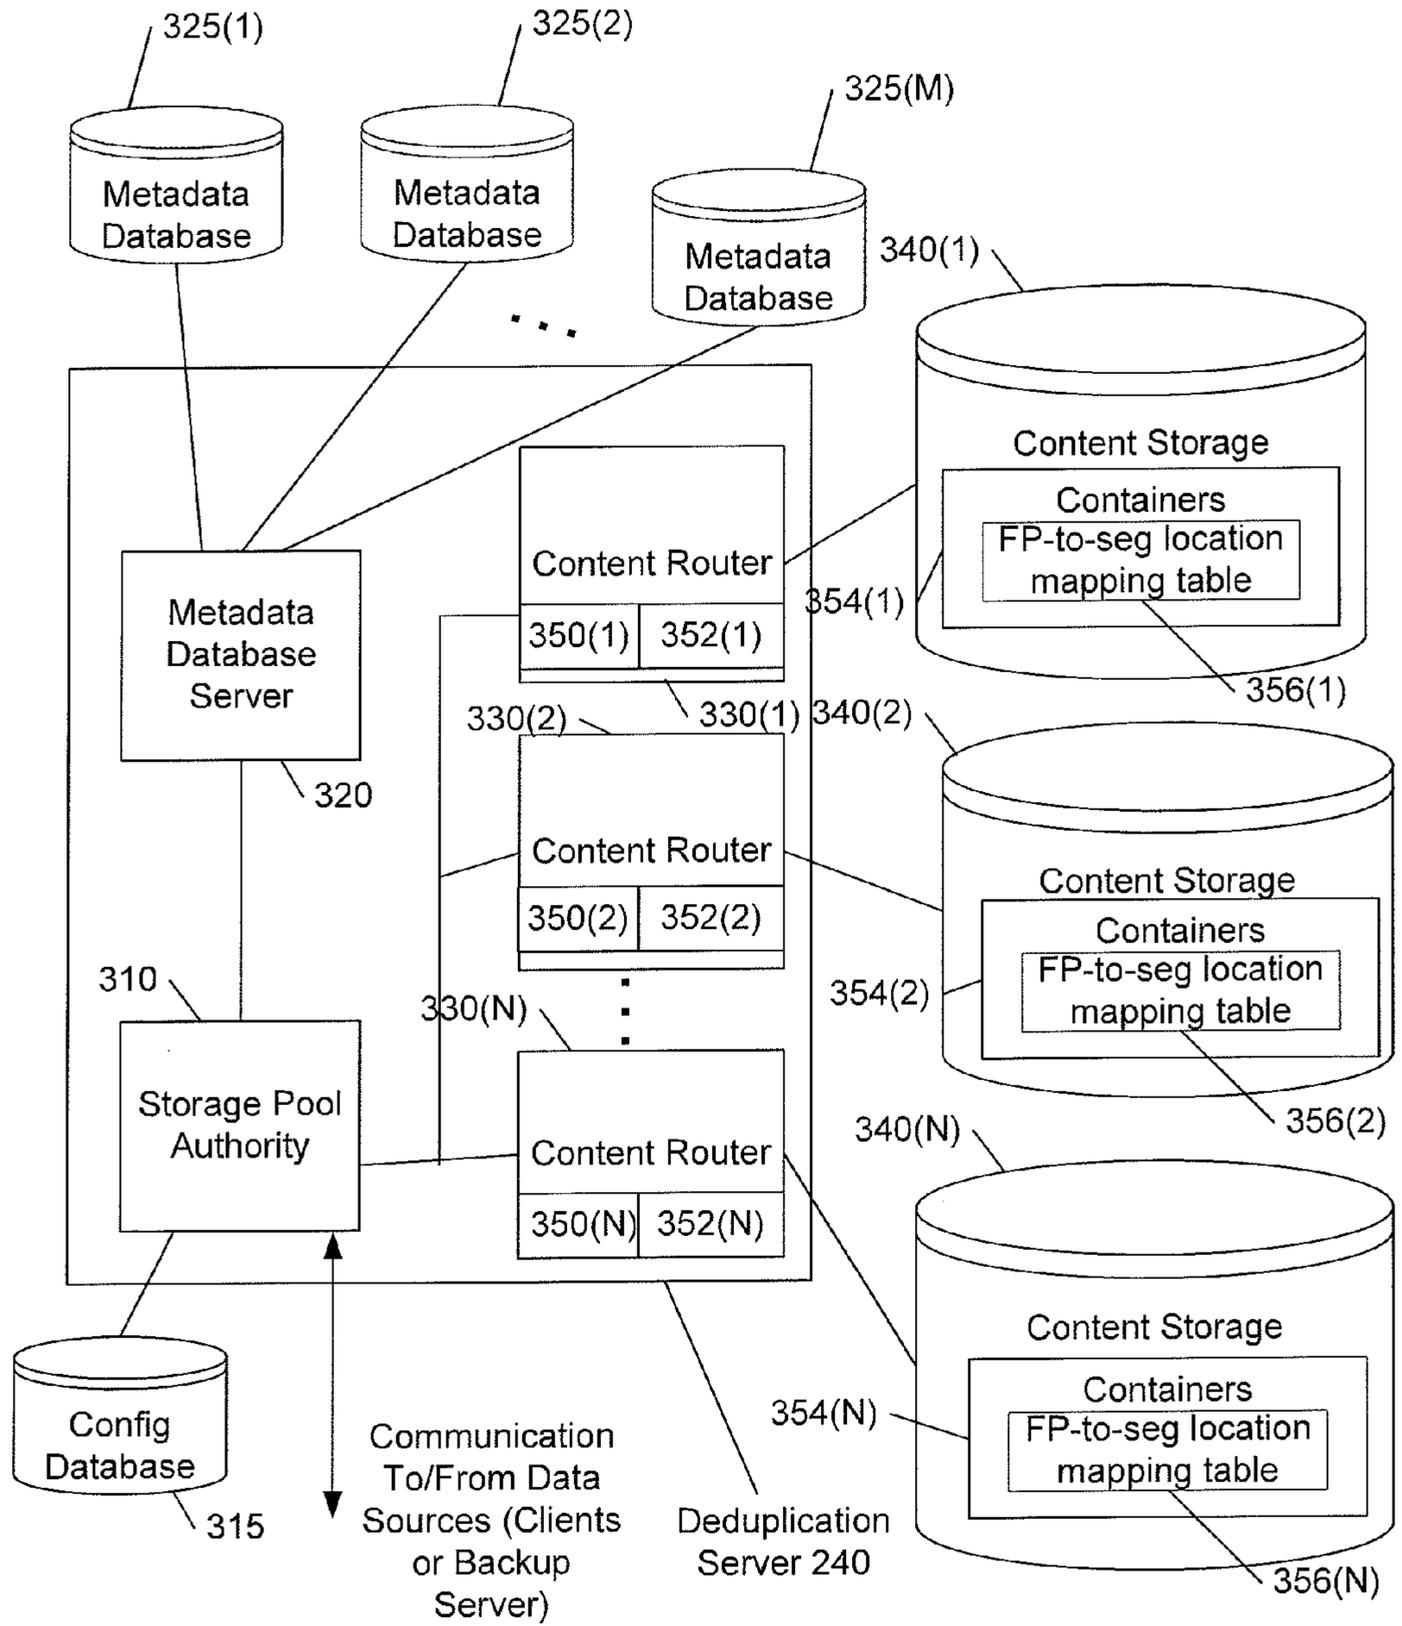 325(1)
325(2)
325(M)
Metadata
Database
Metadata
Database
Metadata
Database
340(1)
Content Storage
Containers
FP-to-seg location
mapping table
354(1)
356(1)
Content Router
350(1)
352(1)
330(1)
Metadata
Database
Server
320
330(2)
340(2)
Content Router
350(2)
352(2)
Content Storage
Containers
FP-to-seg location
mapping table
354(2)
356(2)
310
330(N)
Storage Pool
Authority
Content Router
350(N)
352(N)
340(N)
Content Storage
Containers
FP-to-seg location
mapping table
354(N)
356(N)
Config
Database
315
Communication
To/From Data
Sources (Clients
or Backup
Server)
Deduplication
Server 240